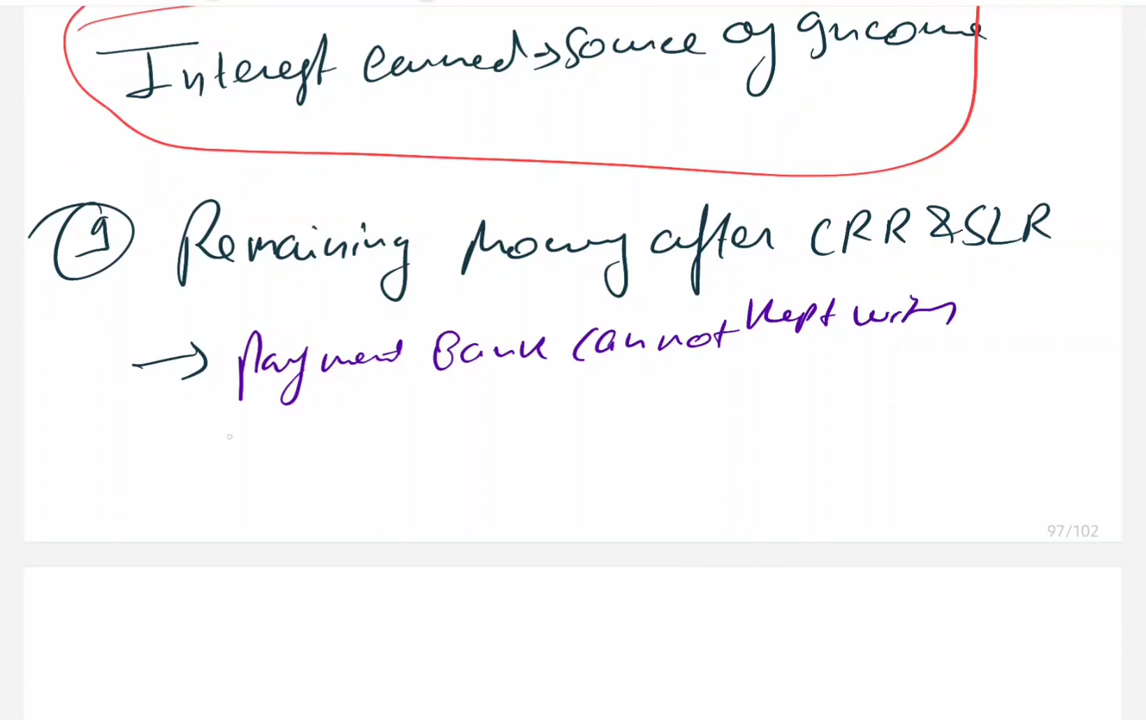 Interest earned → Source of Income
9 Remaining Money after CRR & SLR
→ Payment Bank cannot kept with
97/102